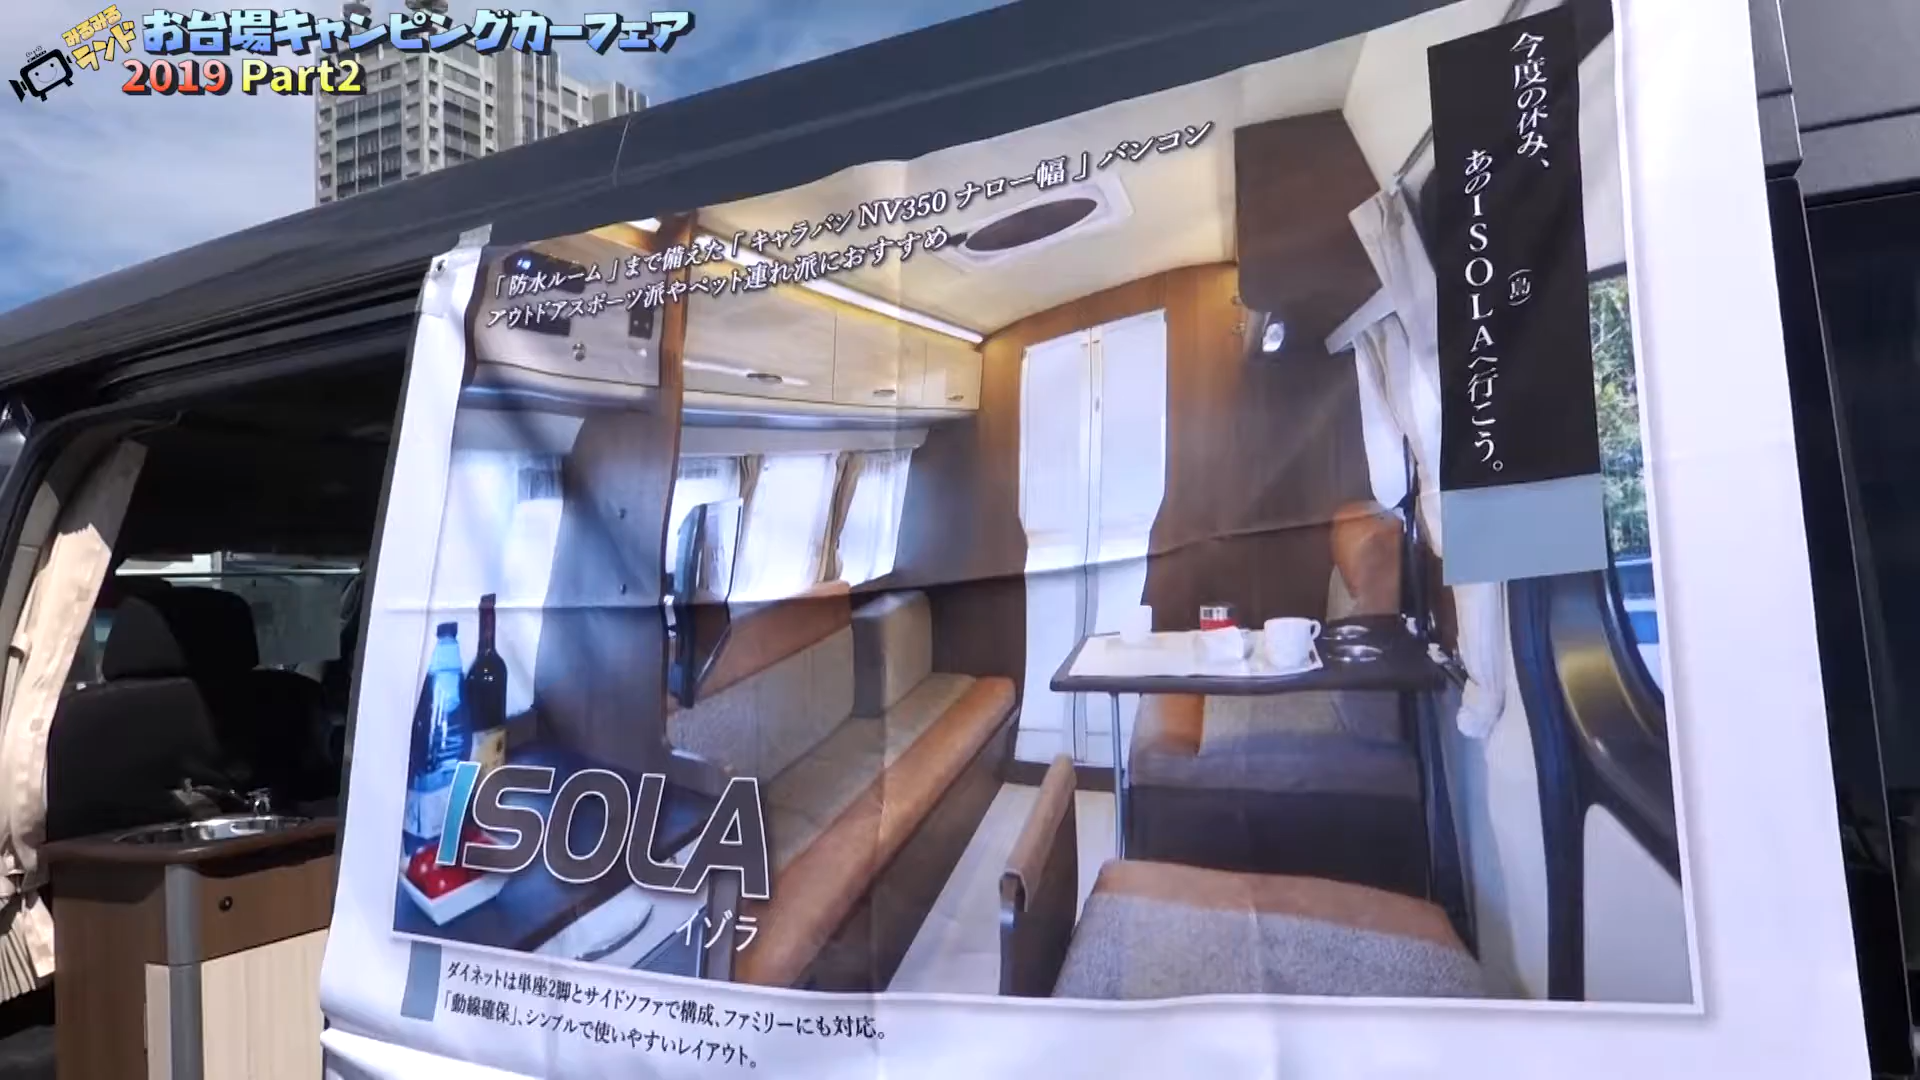 みるみる
ランド
お台場キャンピングカーフェア
2019 Part2
「防水ルーム」まで備えた「キャラバンNV350 ナロー幅」バンコン
アウトドアスポーツ派やペット連れ派におすすめ
今度の休み、
(島)
あのISOLAへ行こう。
ISOLA
イゾラ
ダイネットは単座2脚とサイドソファで構成、ファミリーにも対応。
「動線確保」、シンプルで使いやすいレイアウト。